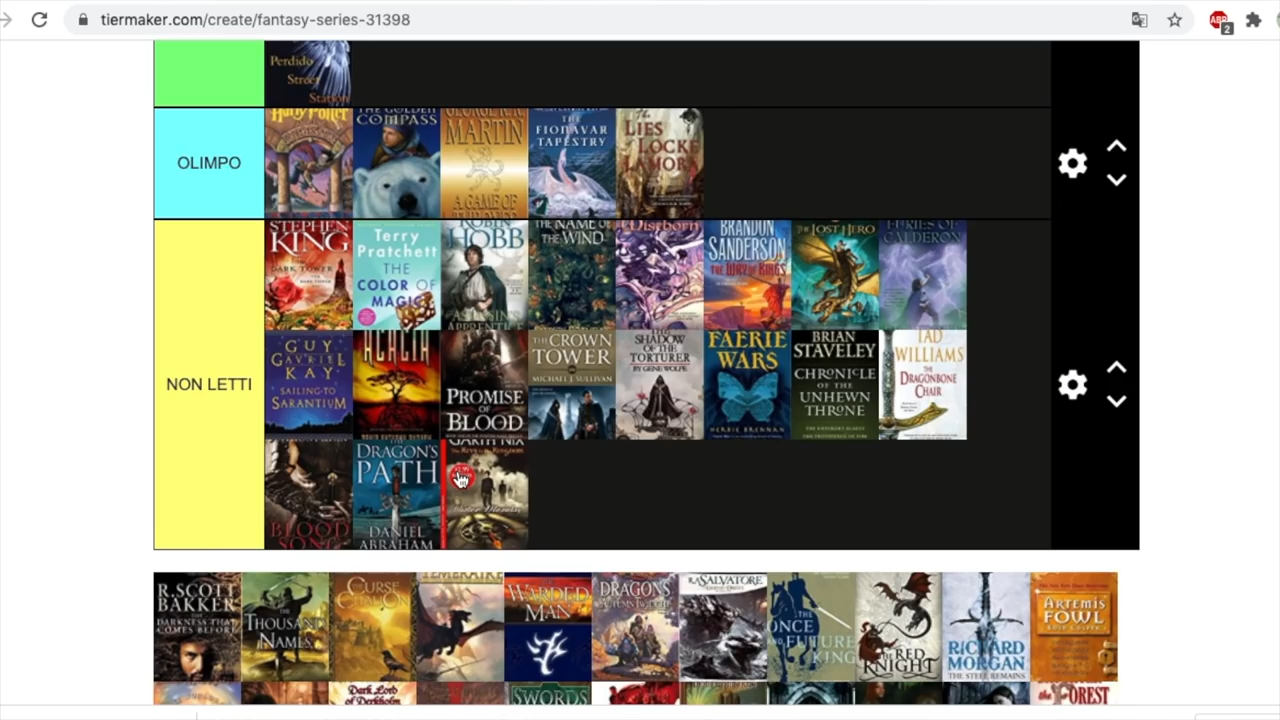 tiermaker.com/create/fantasy-series-31398
ABP
2
Perdido
Street
Station
OLIMPO
Harry Potter
THE GOLDEN
COMPASS
GEORGE R. R.
MARTIN
A GAME OF
THE
FIONAVAR
TAPESTRY
The
LIES
LOCKE
LAMORA
NON LETTI
STEPHEN
KING
DARK TOWER
Terry
Pratchett
THE
COLOR OF
MAGIC
ROBIN
HOBB
ASSASSIN'S
APPRENTICE
THE NAME OF
THE WIND
Mistborn
BRANDON
SANDERSON
THE WAY OF KINGS
THE LOST HERO
FURIES OF
CALDERON
GUY
GAVRIEL
KAY
SAILING TO
SARANTIUM
ACACIA
PROMISE
OF
BLOOD
THE CROWN
TOWER
MICHAEL J. SULLIVAN
THE
SHADOW
OF THE
TORTURER
BY GENE WOLFE
FAERIE
WARS
HERBIE BRENNAN
BRIAN
STAVELEY
CHRONICLE
OF THE
UNHEWN
THRONE
TAD
WILLIAMS
THE
DRAGONBONE
CHAIR
BLOOD
SONG
DRAGON'S
PATH
DANIEL
ABRAHAM
GARTH NIX
R. SCOTT
BAKKER
DARKNESS THAT
COMES BEFORE
THE
THOUSAND
NAMES
THE
CURSE
OF
CHALION
TEMERAIRE
WARDED
MAN
DRAGONS
AUTUMN TWILIGHT
R.A. SALVATORE
THE
ONCE
AND FUTURE
KING
THE RED
KNIGHT
RICHARD
MORGAN
THE STEEL REMAINS
ARTEMIS
FOWL
Dark Lord
of Derkholm
SWORDS
the FOREST